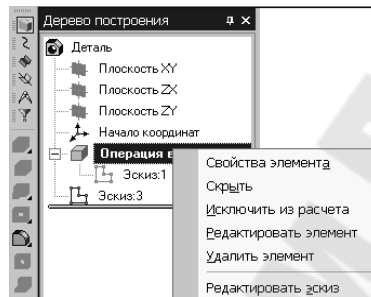 Дерево построения
Деталь
Плоскость XY
Плоскость ZX
Плоскость ZY
Начало координат
Операция
Эскиз:1
Эскиз:3
Свойства элемента
Скрыть
Исключить из расчета
Редактировать элемент
Удалить элемент
Редактировать эскиз